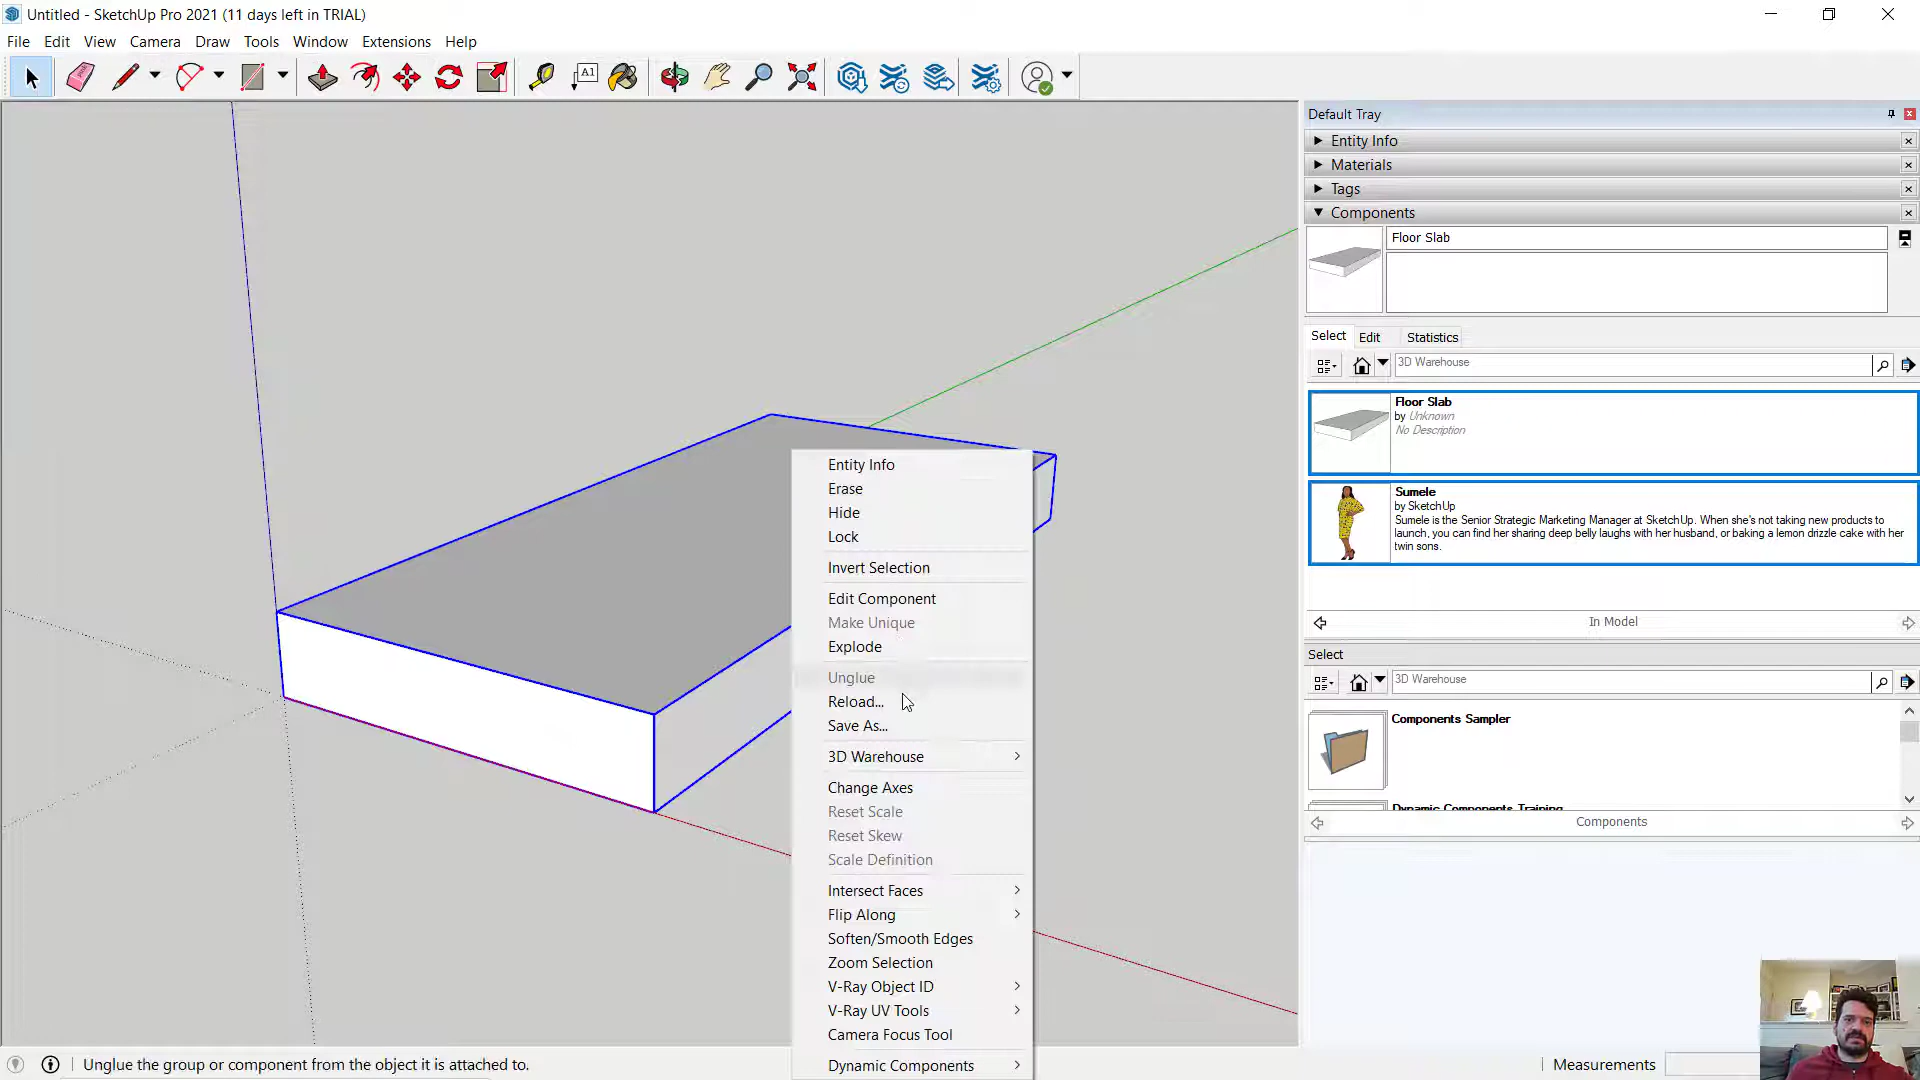 Untitled - SketchUp Pro 2021 (11 days left in TRIAL)
File Edit View Camera Draw Tools Window Extensions Help
A1
Default Tray
Entity Info
Materials
Tags
Components
Floor Slab
Select Edit Statistics
3D Warehouse
Floor Slab
by Unknown
No Description
Sumele
by SketchUp
Sumele is the Senior Strategic Marketing Manager at SketchUp. When she's not taking new products to
launch, you can find her sharing deep belly laughs with her husband, or baking a lemon drizzle cake with her
twin sons.
In Model
Select
3D Warehouse
Components Sampler
Dynamic Components Training
Components
Entity Info
Erase
Hide
Lock
Invert Selection
Edit Component
Make Unique
Explode
Unglue
Reload...
Save As...
3D Warehouse
Change Axes
Reset Scale
Reset Skew
Scale Definition
Intersect Faces
Flip Along
Soften/Smooth Edges
Zoom Selection
V-Ray Object ID
V-Ray UV Tools
Camera Focus Tool
Dynamic Components
Unglue the group or component from the object it is attached to.
Measurements